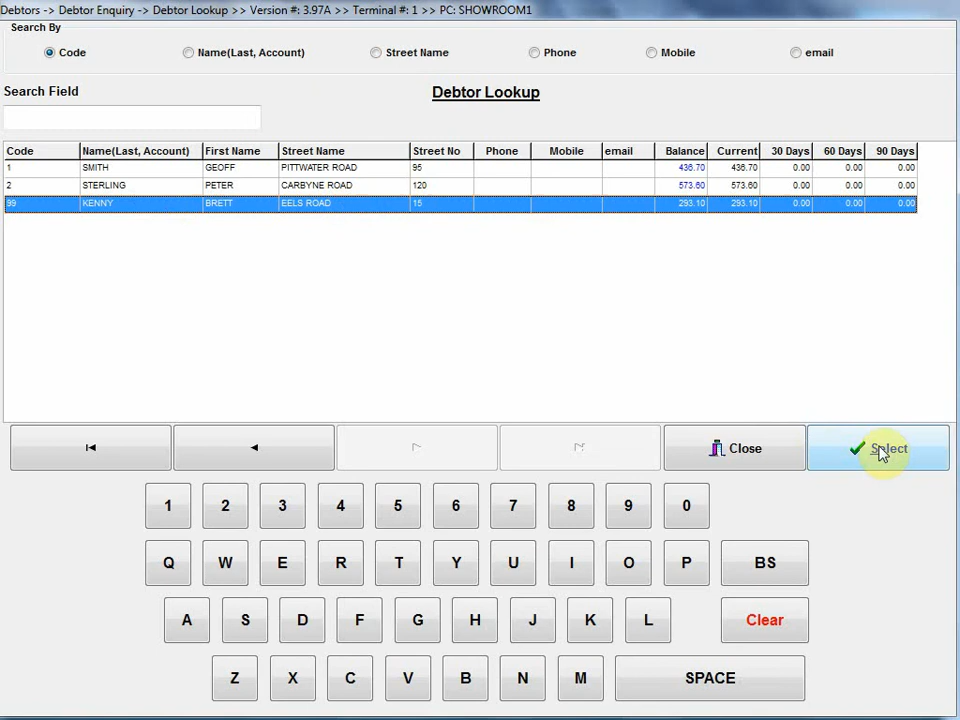 Debtors -> Debtor Enquiry -> Debtor Lookup >> Version #: 3.97A >> Terminal #: 1 >> PC: SHOWROOM1
Search By
Code Name(Last, Account) Street Name Phone Mobile email
Search Field
Debtor Lookup
Code Name(Last, Account) First Name Street Name Street No Phone Mobile email Balance Current 30 Days 60 Days 90 Days
1 SMITH GEOFF PITTWATER ROAD 95 436.70 436.70 0.00 0.00 0.00
2 STERLING PETER CARBYNE ROAD 120 573.60 573.60 0.00 0.00 0.00
99 KENNY BRETT EELS ROAD 15 293.10 293.10 0.00 0.00 0.00
Close Select
1 2 3 4 5 6 7 8 9 0
Q W E R T Y U I O P BS
A S D F G H J K L Clear
Z X C V B N M SPACE